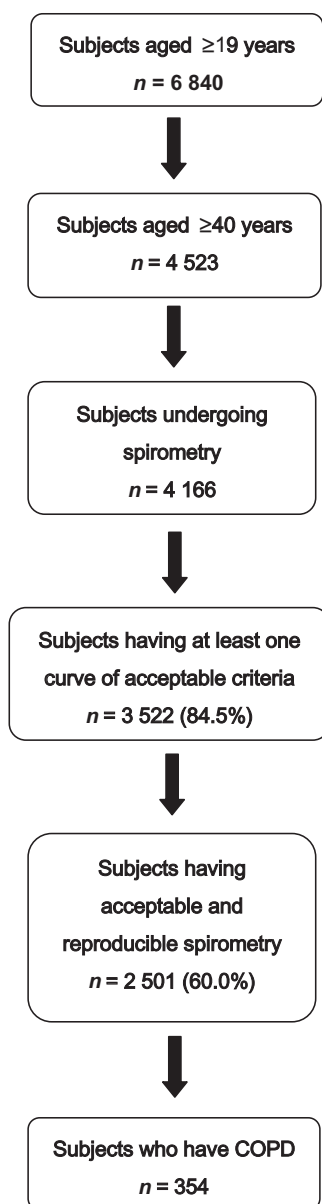 Subjects aged ≥19 years
n = 6 840
Subjects aged ≥40 years
n = 4 523
Subjects undergoing
spirometry
n = 4 166
Subjects having at least one
curve of acceptable criteria
n = 3 522 (84.5%)
Subjects having
acceptable and
reproducible spirometry
n = 2 501 (60.0%)
Subjects who have COPD
n = 354